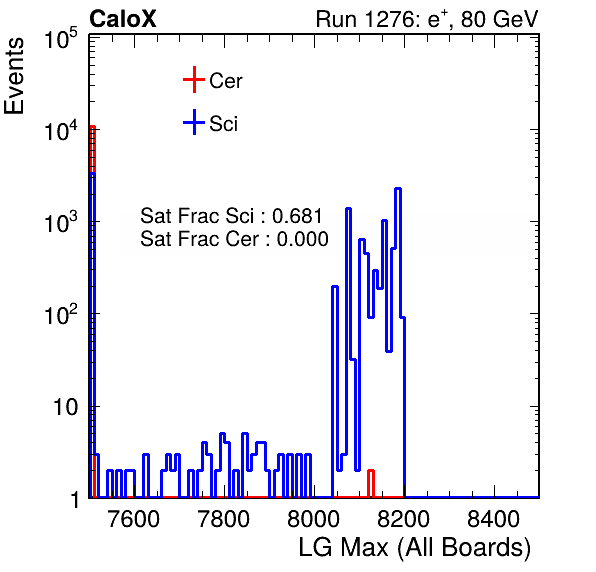 CaloX Run 1276: e⁺, 80 GeV
Events
Cer
Sci
Sat Frac Sci : 0.681
Sat Frac Cer : 0.000
10⁵
10⁴
10³
10²
10
1
7600 7800 8000 8200 8400
LG Max (All Boards)